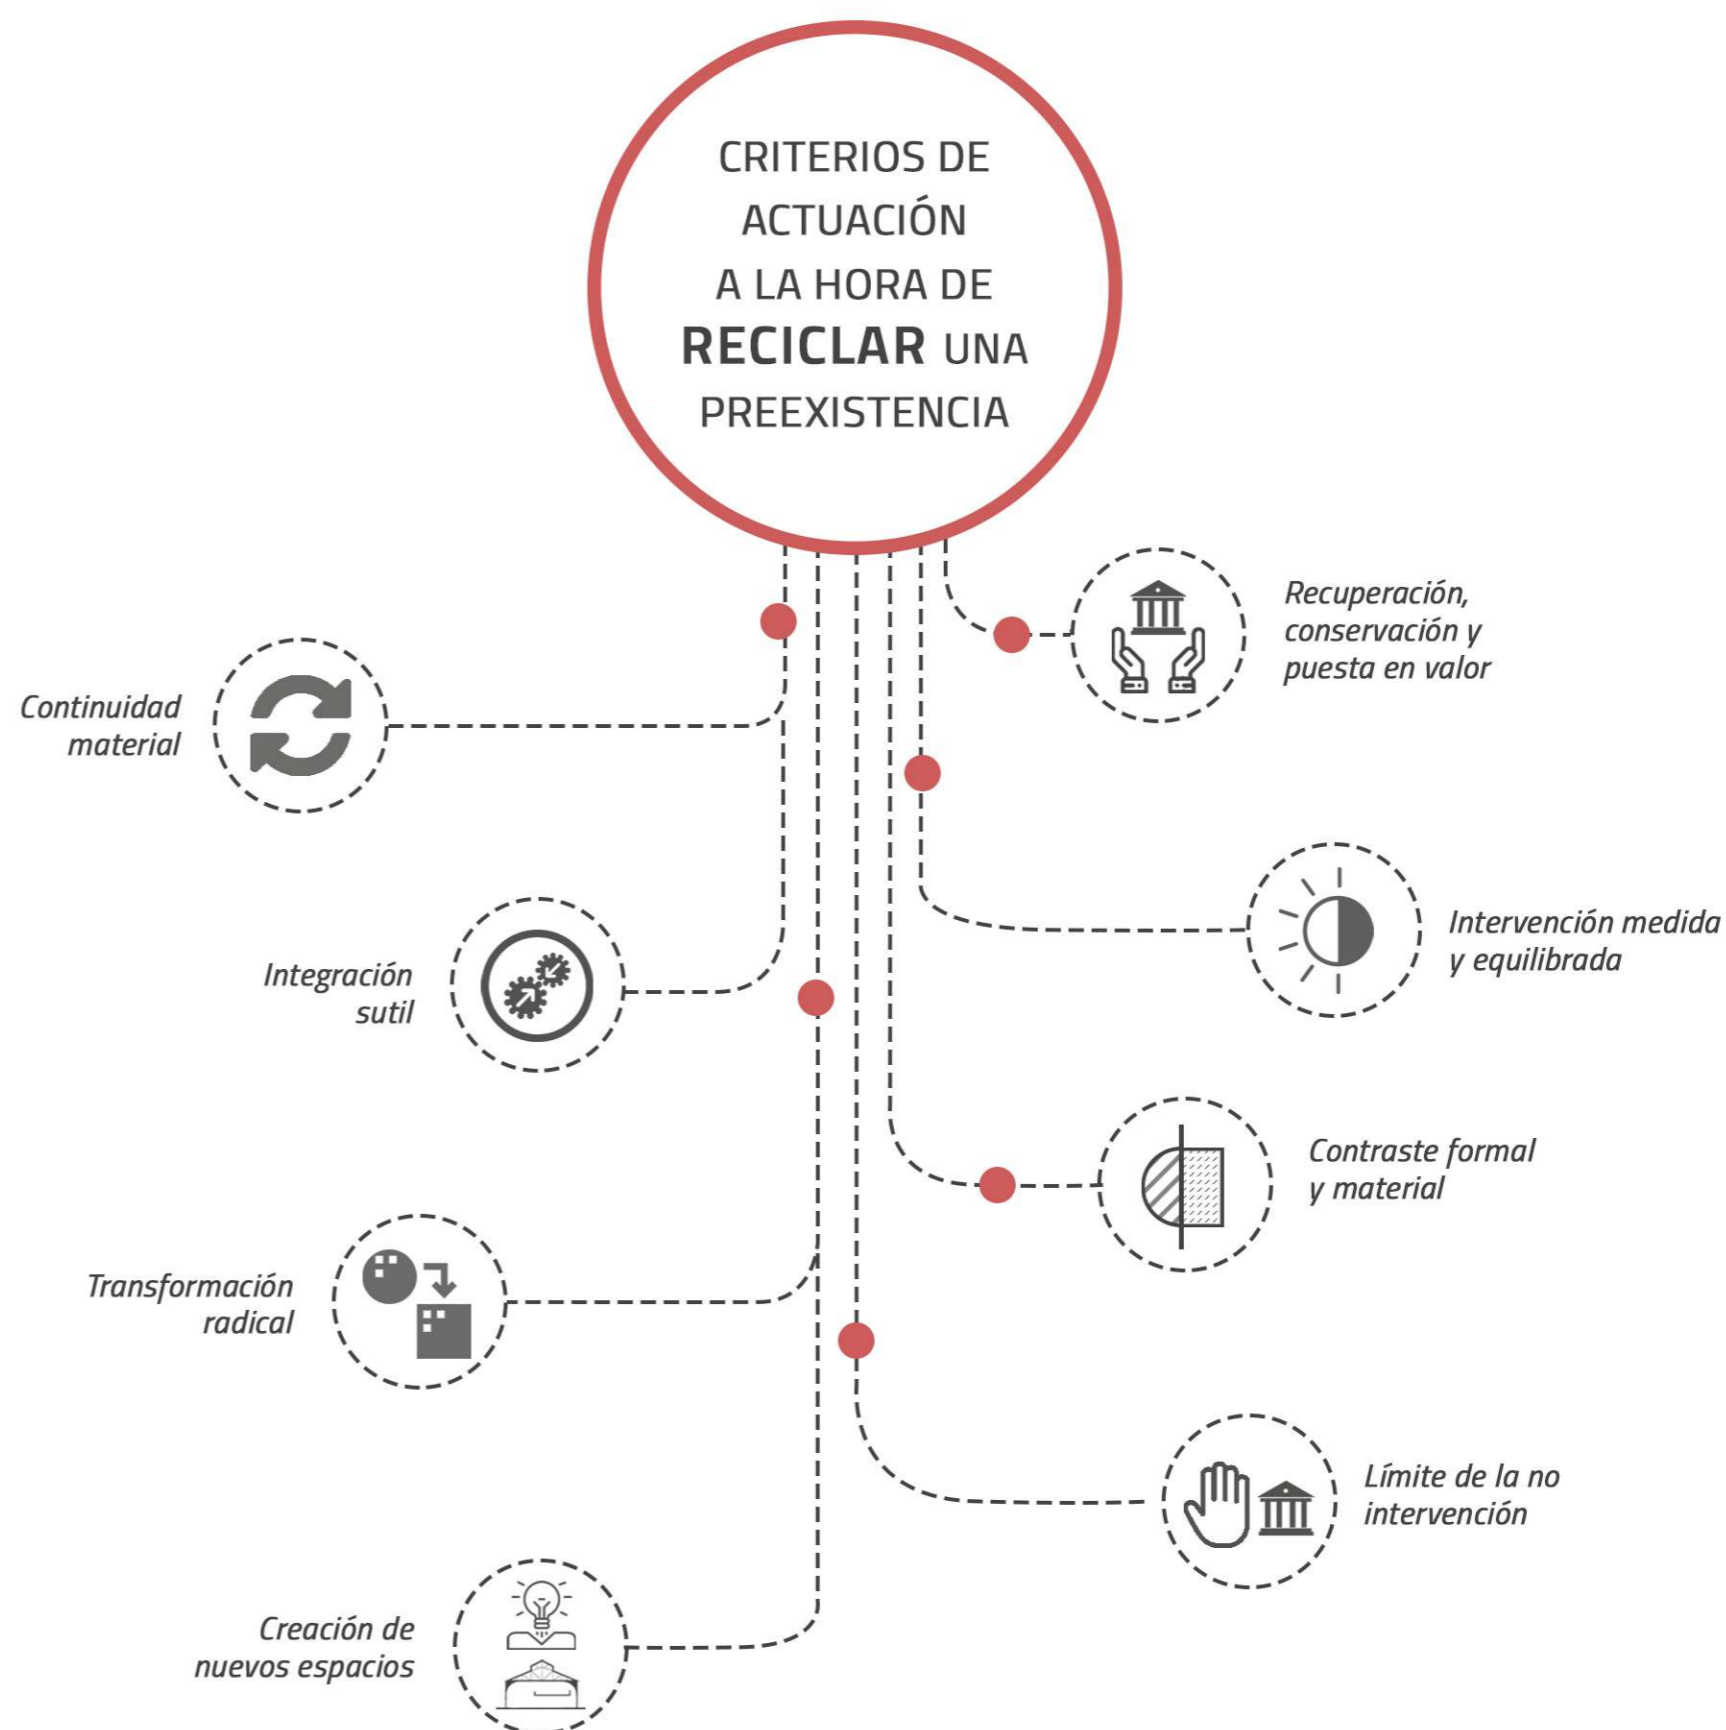 CRITERIOS DE
ACTUACIÓN
A LA HORA DE
RECICLAR UNA
PREEXISTENCIA
Recuperación,
conservación y
puesta en valor
Continuidad
material
Intervención medida
y equilibrada
Integración
sutil
Contraste formal
y material
Transformación
radical
Límite de la no
intervención
Creación de
nuevos espacios